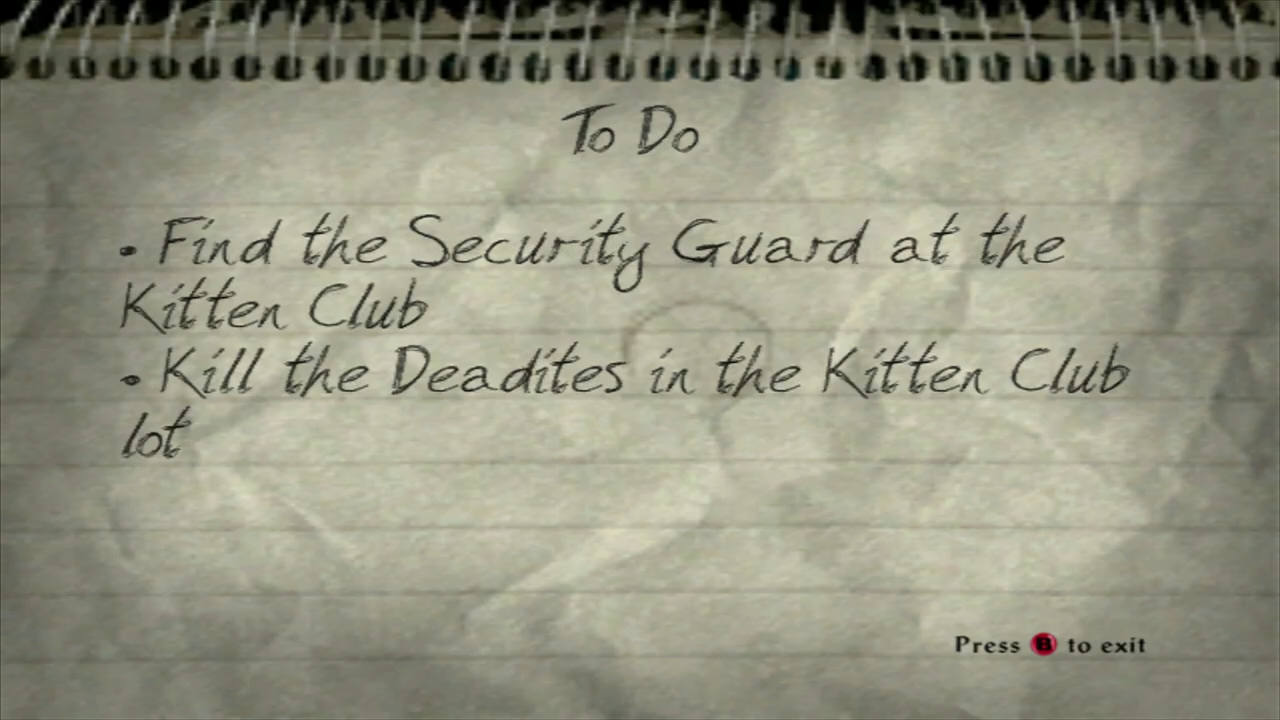 To Do
• Find the Security Guard at the
Kitten Club
• Kill the Deadites in the Kitten Club
lot
Press B to exit